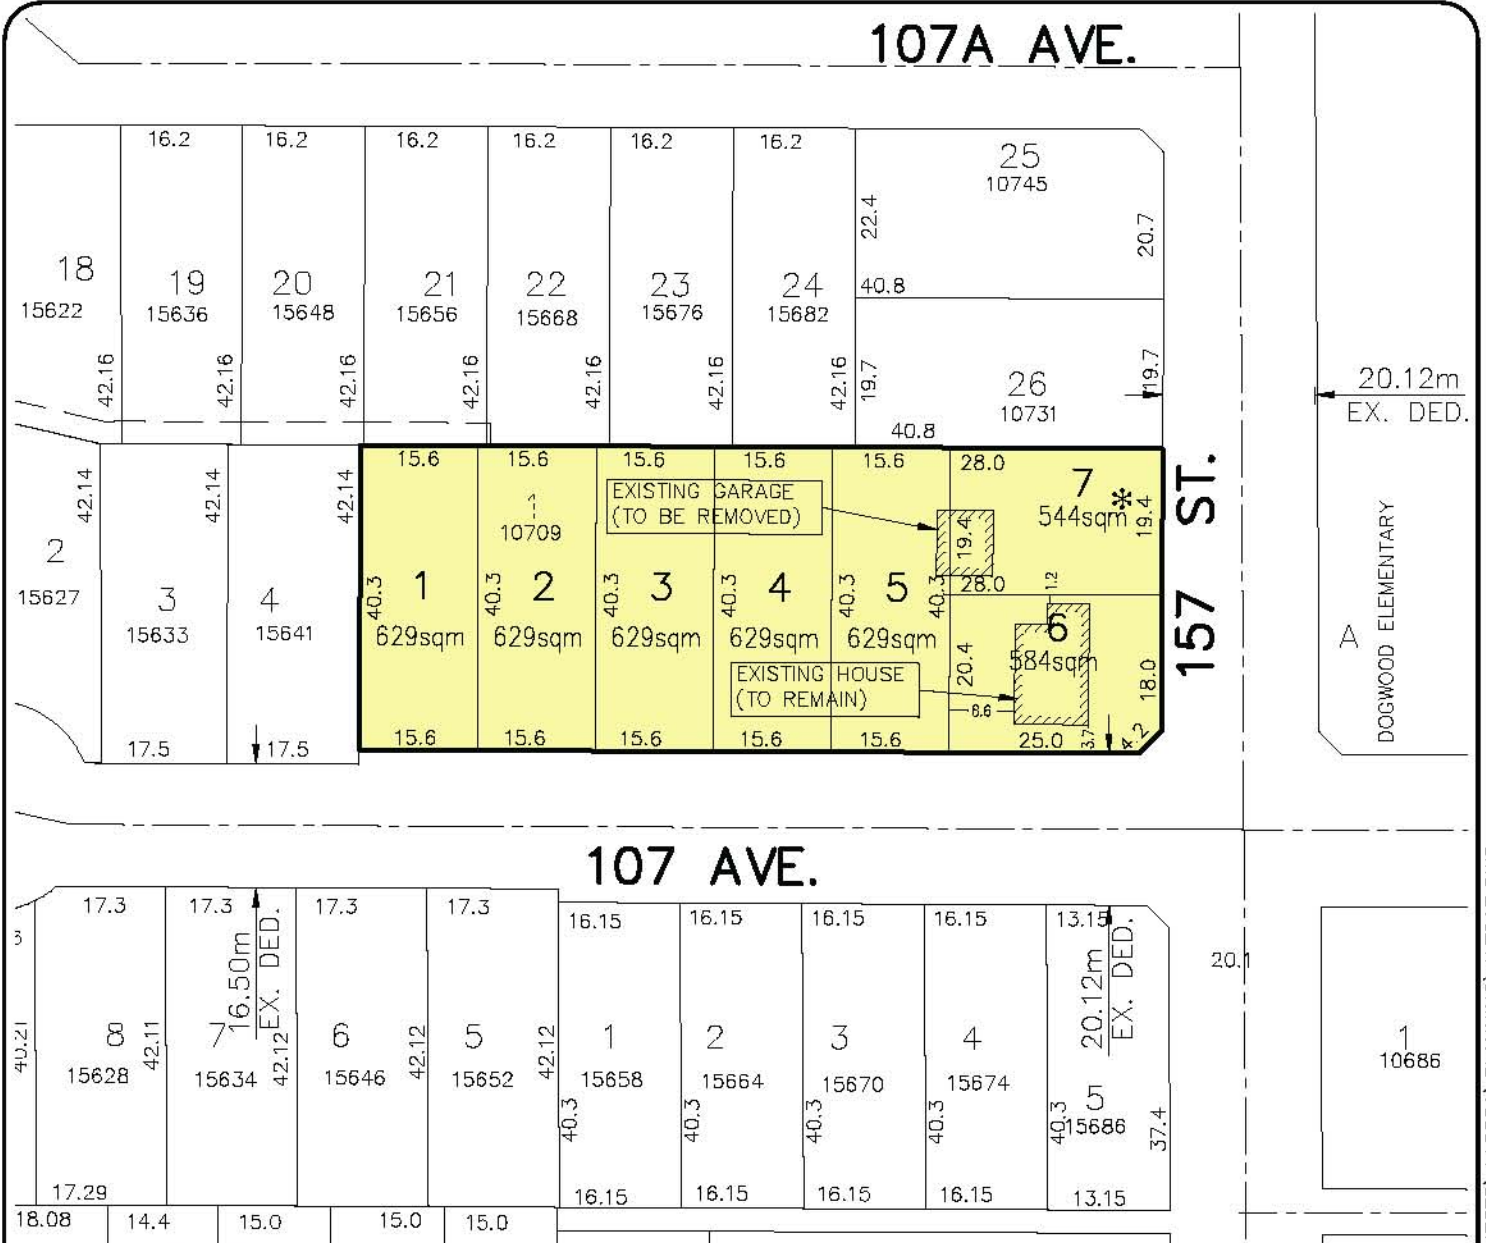 107A AVE.
16.2 16.2 16.2 16.2 16.2 16.2
25
10745
22.4
20.7
40.8
18
15622
19
15636
20
15648
21
15656
22
15668
23
15676
24
15682
42.16 42.16 42.16 42.16 42.16 42.16 42.16
19.7
26
10731
19.7
40.8
20.12m
EX. DED.
42.14 42.14 42.14
2
15627
3
15633
4
15641
17.5 17.5
15.6 15.6 15.6 15.6 15.6 28.0
1
10709
EXISTING GARAGE
(TO BE REMOVED)
19.4
7
544sqm
*
19.4
28.0
1.2
40.3 40.3 40.3 40.3 40.3 40.3
1
629sqm
2
629sqm
3
629sqm
4
629sqm
5
629sqm
6
584sqm
20.4
18.0
EXISTING HOUSE
(TO REMAIN)
6.6
15.6 15.6 15.6 15.6 15.6 25.0
3.7
4.2
157 ST.
A
DOGWOOD ELEMENTARY
107 AVE.
17.3 17.3 17.3 17.3
16.15 16.15 16.15 16.15 13.15
16.50m
EX. DED.
20.12m
EX. DED.
20.1
8
15628
7
15634
6
15646
5
15652
1
15658
2
15664
3
15670
4
15674
5
15686
1
10686
42.11 42.12 42.12 42.12
40.3 40.3 40.3 40.3 40.3
37.4
17.29
16.15 16.15 16.15 16.15 13.15
18.08 14.4 15.0 15.0 15.0